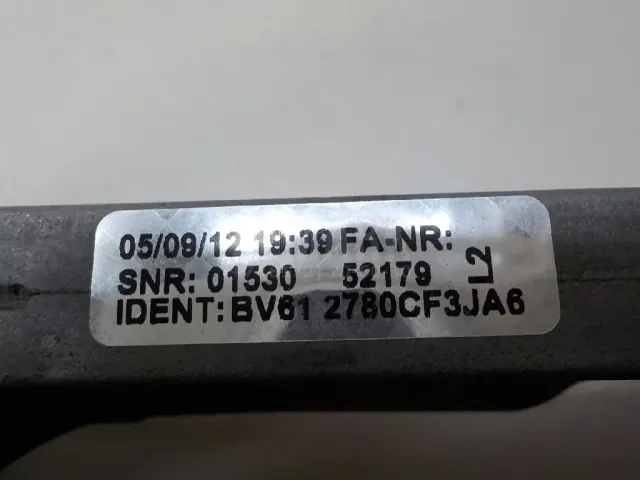 05/09/12 19:39 FA-NR:
SNR: 01530 52179 L2
IDENT: BV61 2780CF3JA6